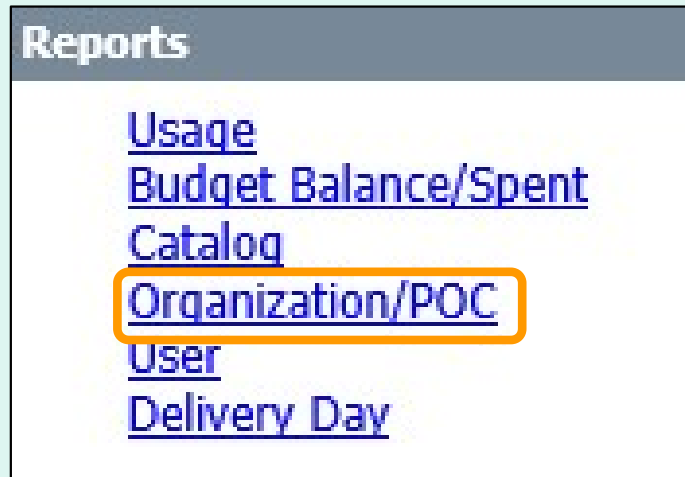 Reports
Usage
Budget Balance/Spent
Catalog
Organization/POC
User
Delivery Day